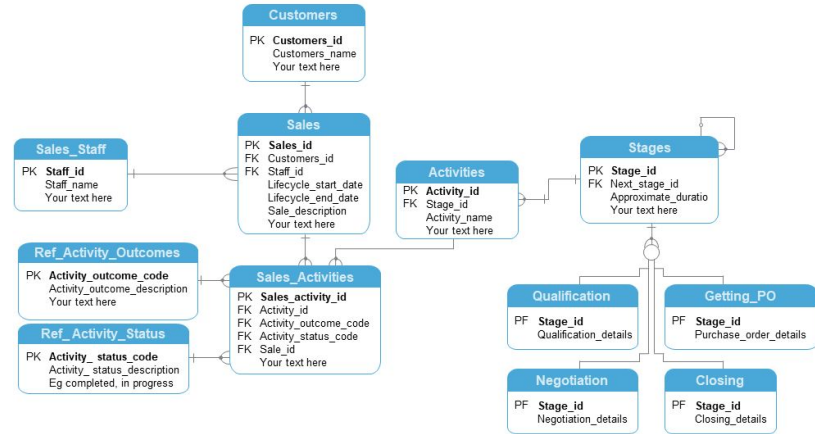 Customers
PK Customers_id
Customers_name
Your text here
Sales
PK Sales_id
FK Customers_id
FK Staff_id
Lifecycle_start_date
Lifecycle_end_date
Sale_description
Your text here
Sales_Staff
PK Staff_id
Staff_name
Your text here
Activities
PK Activity_id
FK Stage_id
Activity_name
Your text here
Stages
PK Stage_id
FK Next_stage_id
Approximate_duratio
Your text here
Ref_Activity_Outcomes
PK Activity_outcome_code
Activity_outcome_description
Your text here
Sales_Activities
PK Sales_activity_id
FK Activity_id
FK Activity_outcome_code
FK Activity_status_code
FK Sale_id
Your text here
Ref_Activity_Status
PK Activity_ status_code
Activity_ status_description
Eg completed, in progress
Qualification
PF Stage_id
Qualification_details
Getting_PO
PF Stage_id
Purchase_order_details
Negotiation
PF Stage_id
Negotiation_details
Closing
PF Stage_id
Closing_details